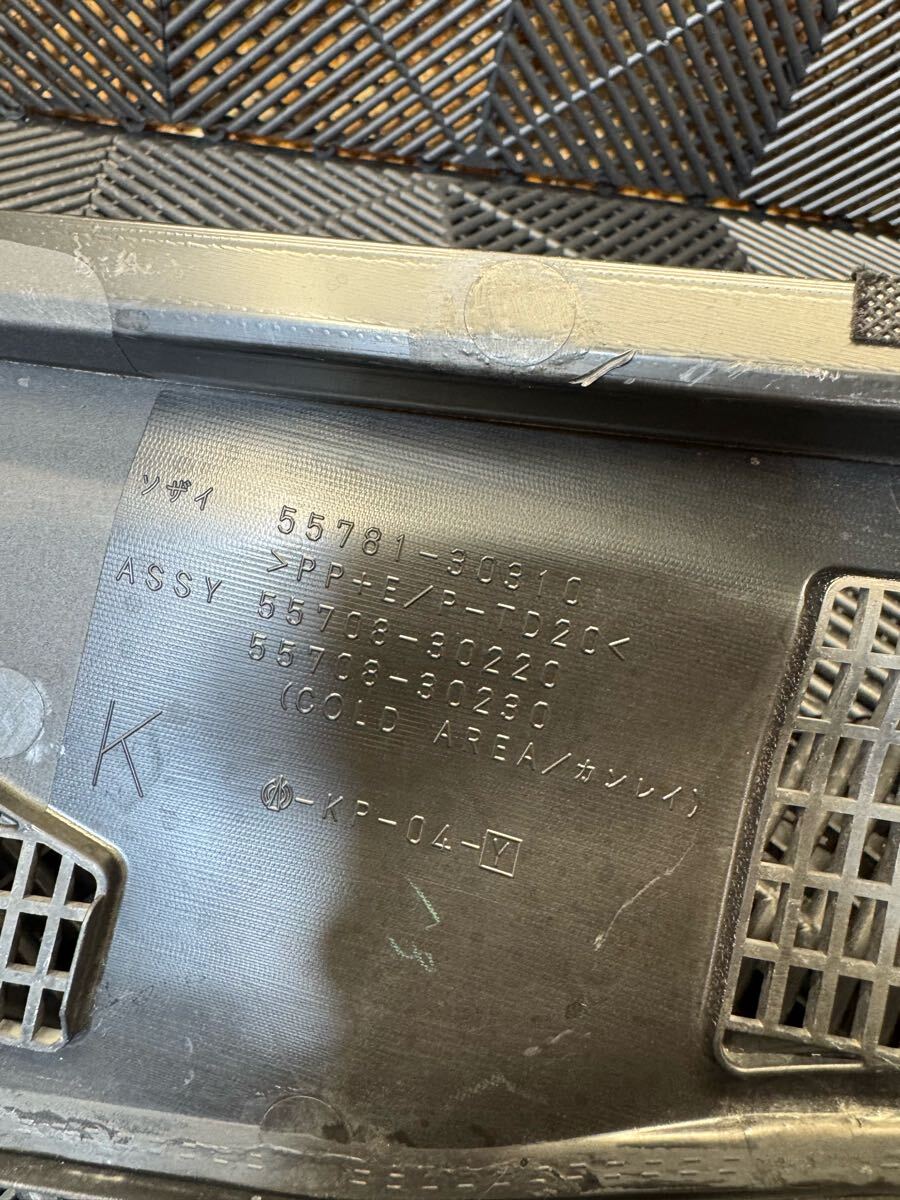 ソザイ 55781-30310
>PP+E/P-TD20<
ASSY 55708-30220
55708-30230
(COLD AREA/カンレイ)
K
-KP-04-Y